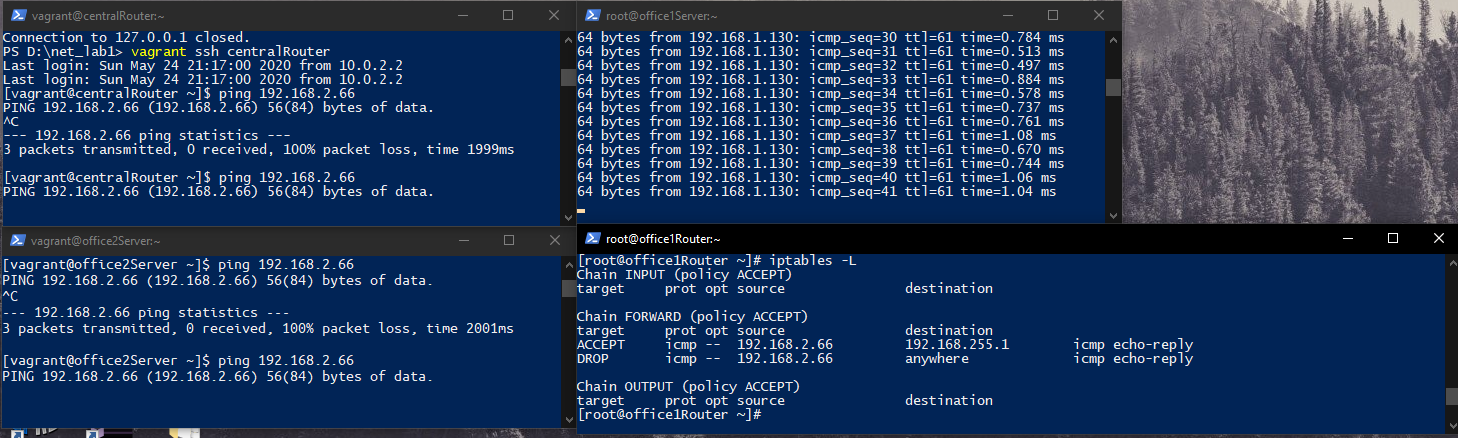 vagrant@centralRouter:~
Connection to 127.0.0.1 closed.
PS D:\net_lab1> vagrant ssh centralRouter
Last login: Sun May 24 21:17:00 2020 from 10.0.2.2
Last login: Sun May 24 21:17:00 2020 from 10.0.2.2
[vagrant@centralRouter ~]$ ping 192.168.2.66
PING 192.168.2.66 (192.168.2.66) 56(84) bytes of data.
^C
--- 192.168.2.66 ping statistics ---
3 packets transmitted, 0 received, 100% packet loss, time 1999ms
[vagrant@centralRouter ~]$ ping 192.168.2.66
PING 192.168.2.66 (192.168.2.66) 56(84) bytes of data.
root@office1Server:~
64 bytes from 192.168.1.130: icmp_seq=30 ttl=61 time=0.784 ms
64 bytes from 192.168.1.130: icmp_seq=31 ttl=61 time=0.513 ms
64 bytes from 192.168.1.130: icmp_seq=32 ttl=61 time=0.497 ms
64 bytes from 192.168.1.130: icmp_seq=33 ttl=61 time=0.884 ms
64 bytes from 192.168.1.130: icmp_seq=34 ttl=61 time=0.578 ms
64 bytes from 192.168.1.130: icmp_seq=35 ttl=61 time=0.737 ms
64 bytes from 192.168.1.130: icmp_seq=36 ttl=61 time=0.761 ms
64 bytes from 192.168.1.130: icmp_seq=37 ttl=61 time=1.08 ms
64 bytes from 192.168.1.130: icmp_seq=38 ttl=61 time=0.670 ms
64 bytes from 192.168.1.130: icmp_seq=39 ttl=61 time=0.744 ms
64 bytes from 192.168.1.130: icmp_seq=40 ttl=61 time=1.06 ms
64 bytes from 192.168.1.130: icmp_seq=41 ttl=61 time=1.04 ms
vagrant@office2Server:~
[vagrant@office2Server ~]$ ping 192.168.2.66
PING 192.168.2.66 (192.168.2.66) 56(84) bytes of data.
^C
--- 192.168.2.66 ping statistics ---
3 packets transmitted, 0 received, 100% packet loss, time 2001ms
[vagrant@office2Server ~]$ ping 192.168.2.66
PING 192.168.2.66 (192.168.2.66) 56(84) bytes of data.
root@office1Router:~
[root@office1Router ~]# iptables -L
Chain INPUT (policy ACCEPT)
target     prot opt source               destination
Chain FORWARD (policy ACCEPT)
target     prot opt source               destination
ACCEPT     icmp --  192.168.2.66         192.168.255.1        icmp echo-reply
DROP       icmp --  192.168.2.66         anywhere             icmp echo-reply
Chain OUTPUT (policy ACCEPT)
target     prot opt source               destination
[root@office1Router ~]#